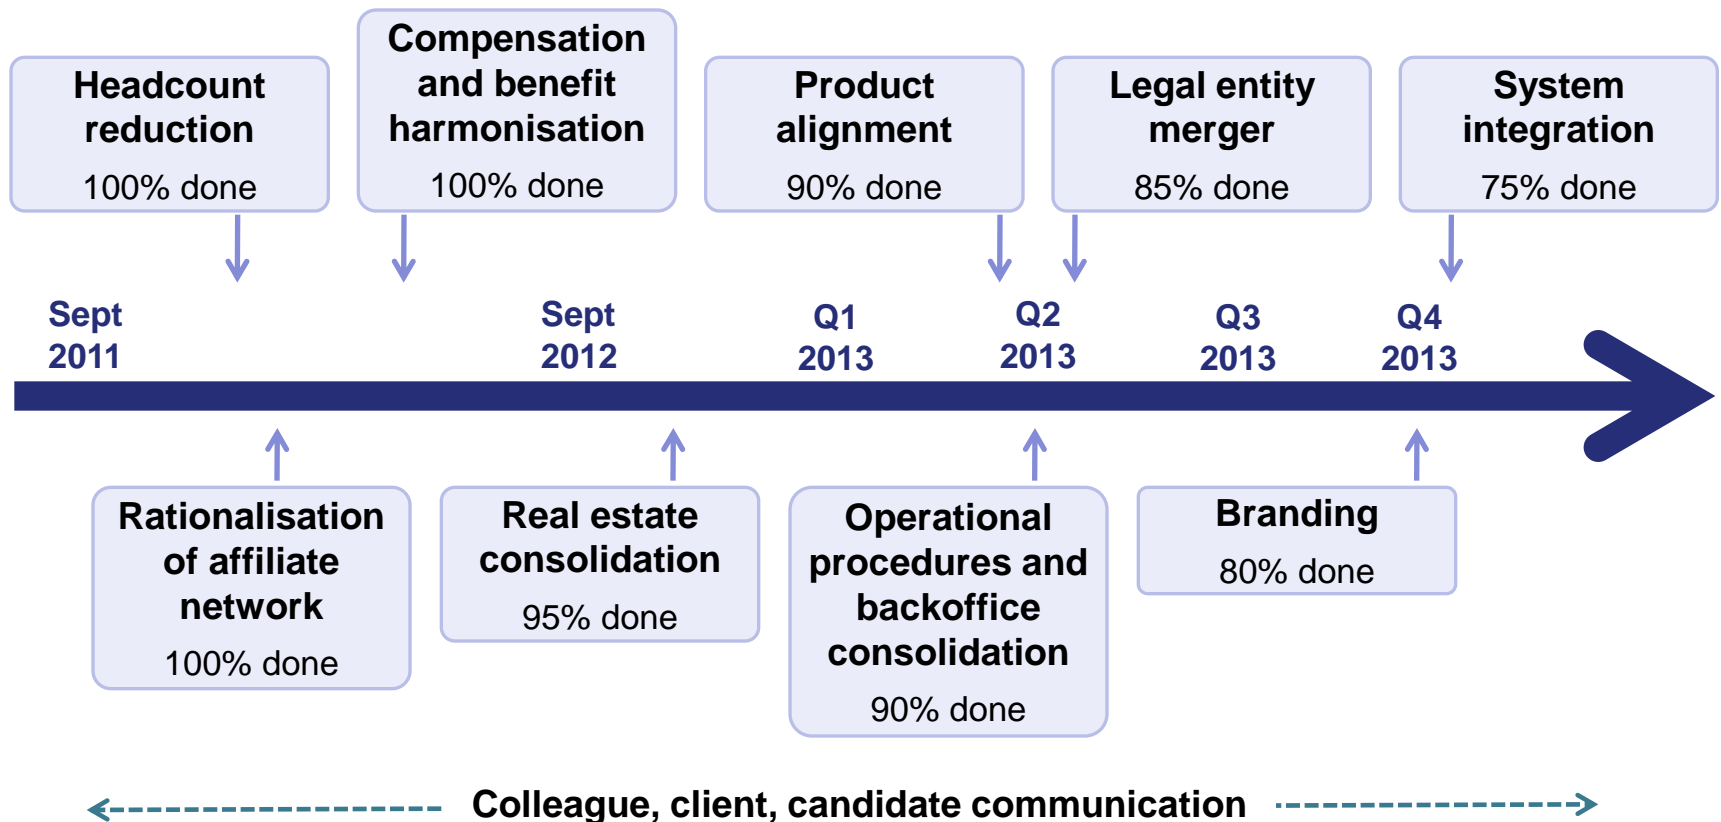 Headcount
reduction
100% done
Compensation
and benefit
harmonisation
100% done
Product
alignment
90% done
Legal entity
merger
85% done
System
integration
75% done
Sept
2011
Sept
2012
Q1
2013
Q2
2013
Q3
2013
Q4
2013
Rationalisation
of affiliate
network
100% done
Real estate
consolidation
95% done
Operational
procedures and
backoffice
consolidation
90% done
Branding
80% done
Colleague, client, candidate communication